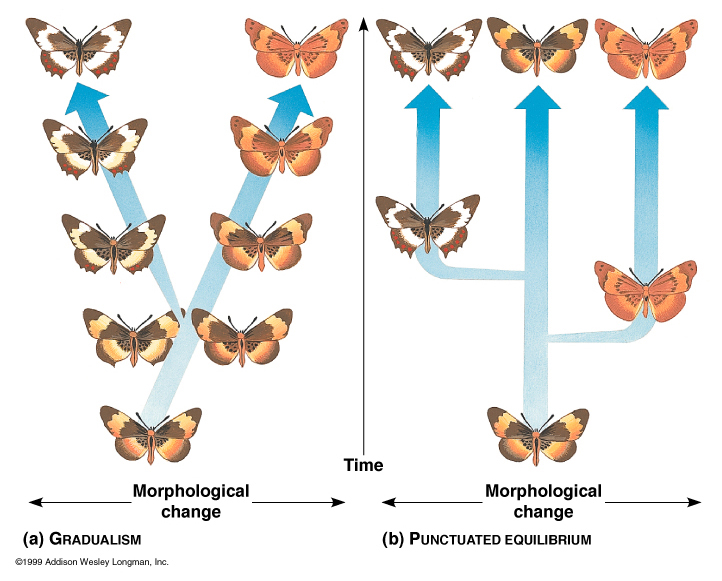 Time
Morphological
change
(a) GRADUALISM
Morphological
change
(b) PUNCTUATED EQUILIBRIUM
©1999 Addison Wesley Longman, Inc.